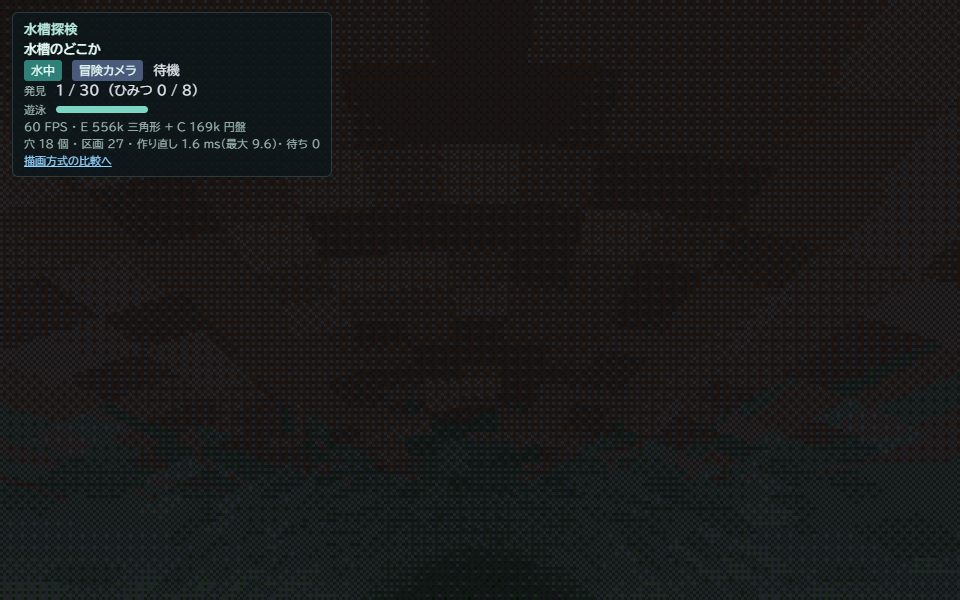 水槽探検
水槽のどこか
水中 冒険カメラ 待機
発見 1 / 30（ひみつ 0 / 8）
遊泳
60 FPS · E 556k 三角形 + C 169k 円盤
穴 18 個 · 区画 27 · 作り直し 1.6 ms(最大 9.6) · 待ち 0
描画方式の比較へ